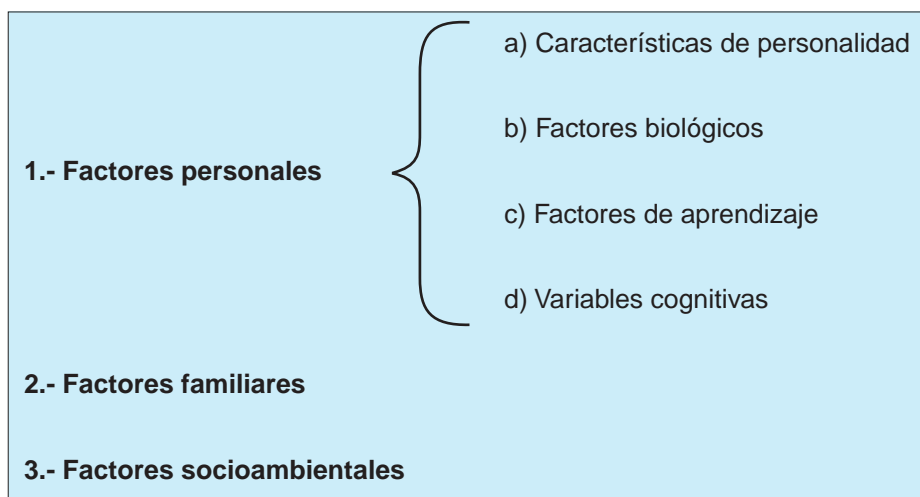 a) Características de personalidad
b) Factores biológicos
1.- Factores personales
c) Factores de aprendizaje
d) Variables cognitivas
2.- Factores familiares
3.- Factores socioambientales